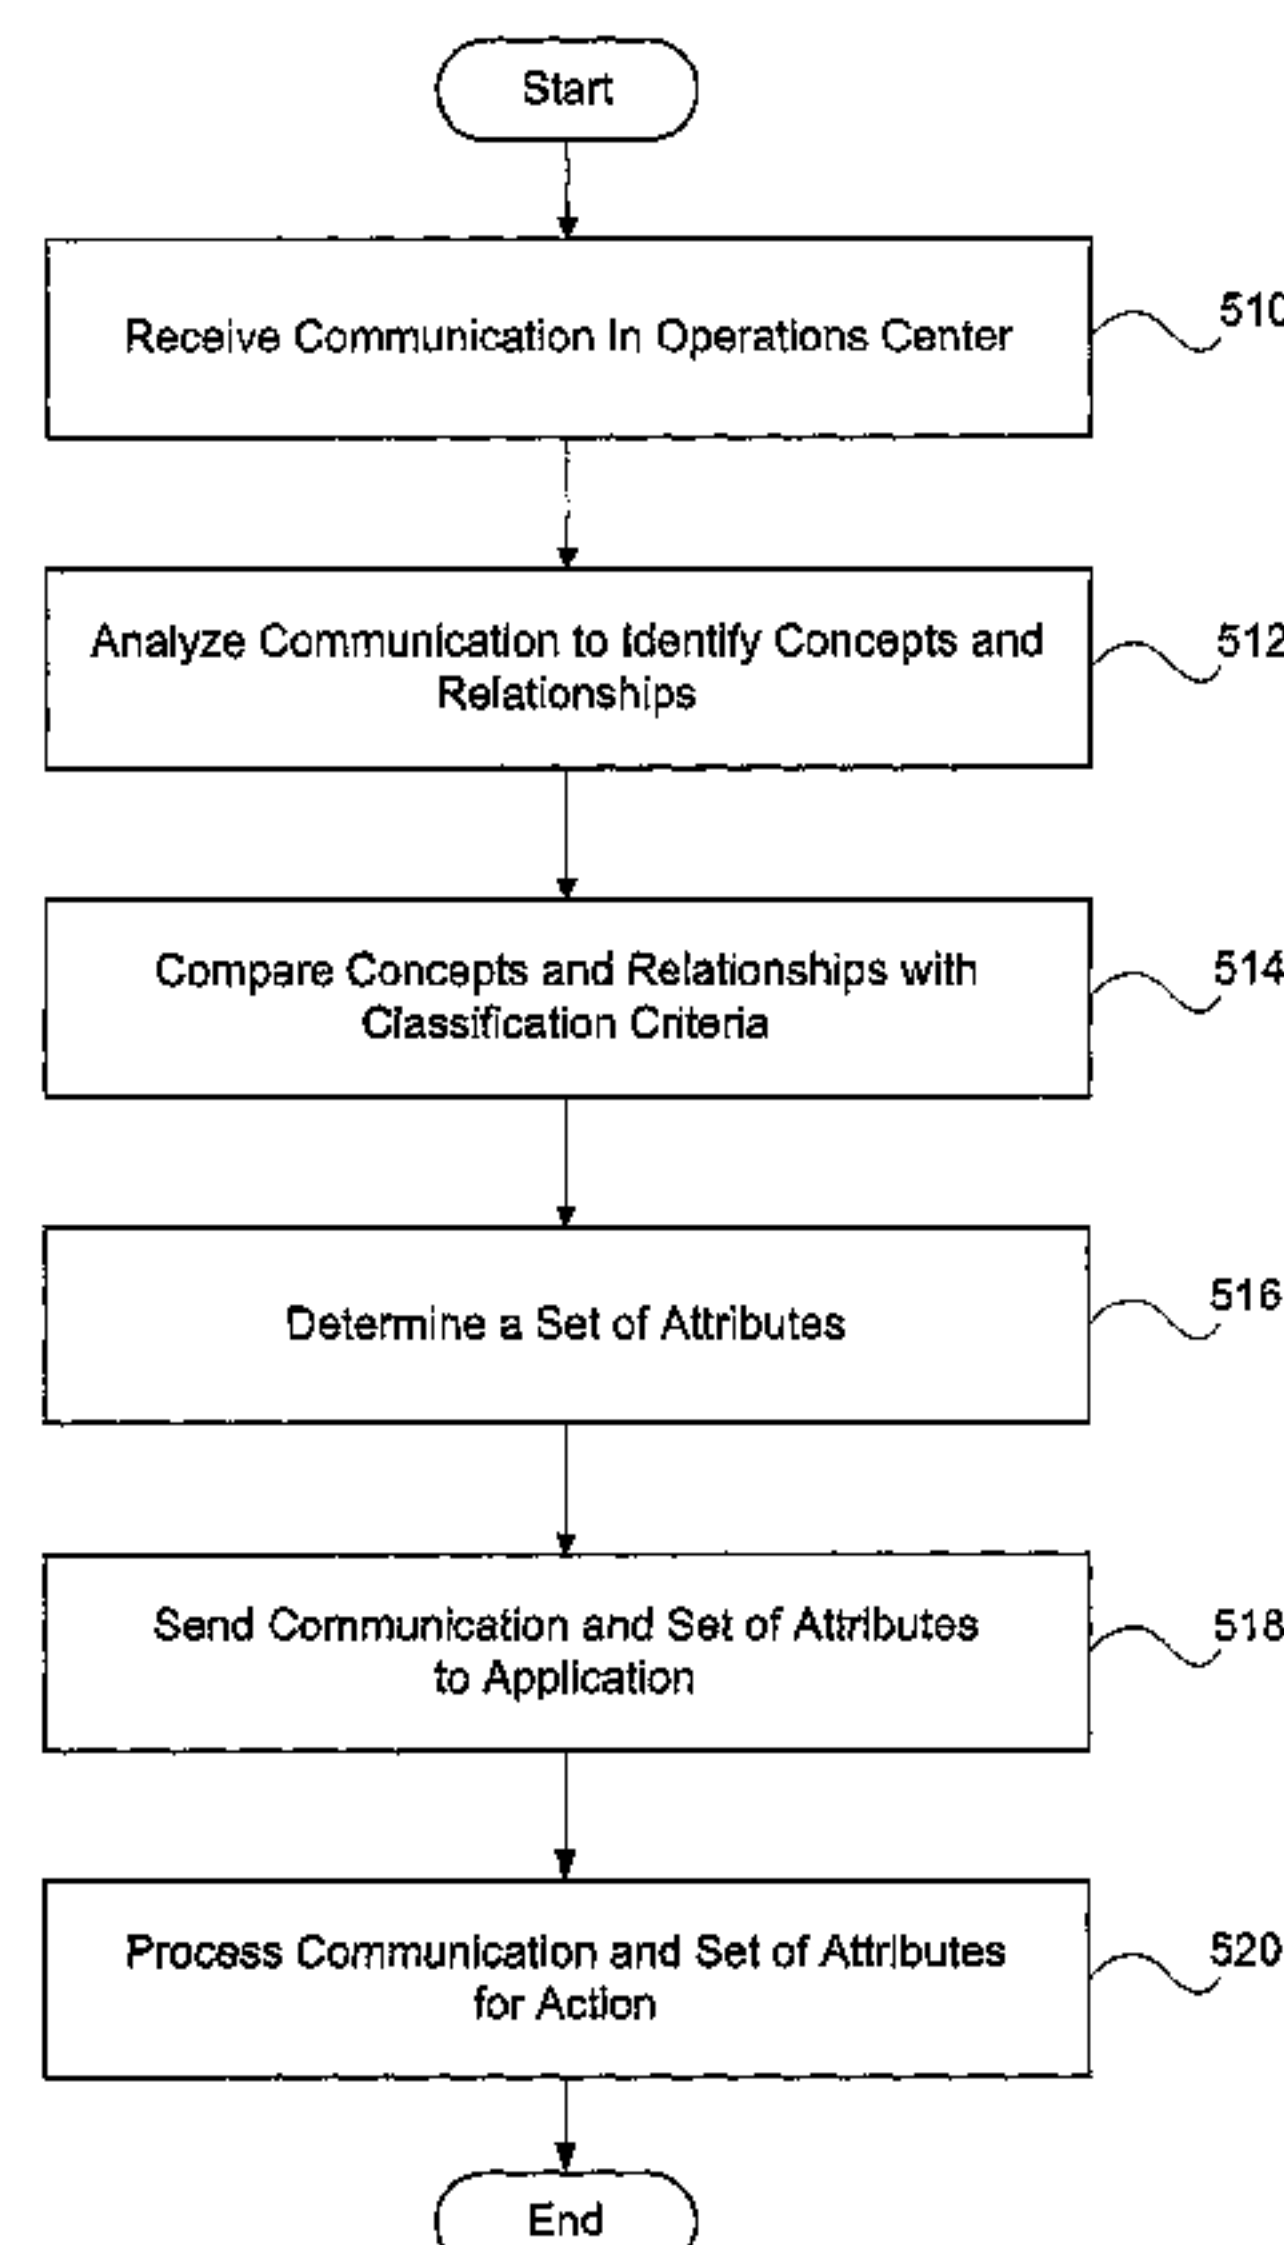 Start
Receive Communication In Operations Center
510
Analyze Communication to Identify Concepts and
Relationships
512
Compare Concepts and Relationships with
Classification Criteria
514
Determine a Set of Attributes
516
Send Communication and Set of Attributes
to Application
518
Process Communication and Set of Attributes
for Action
520
End